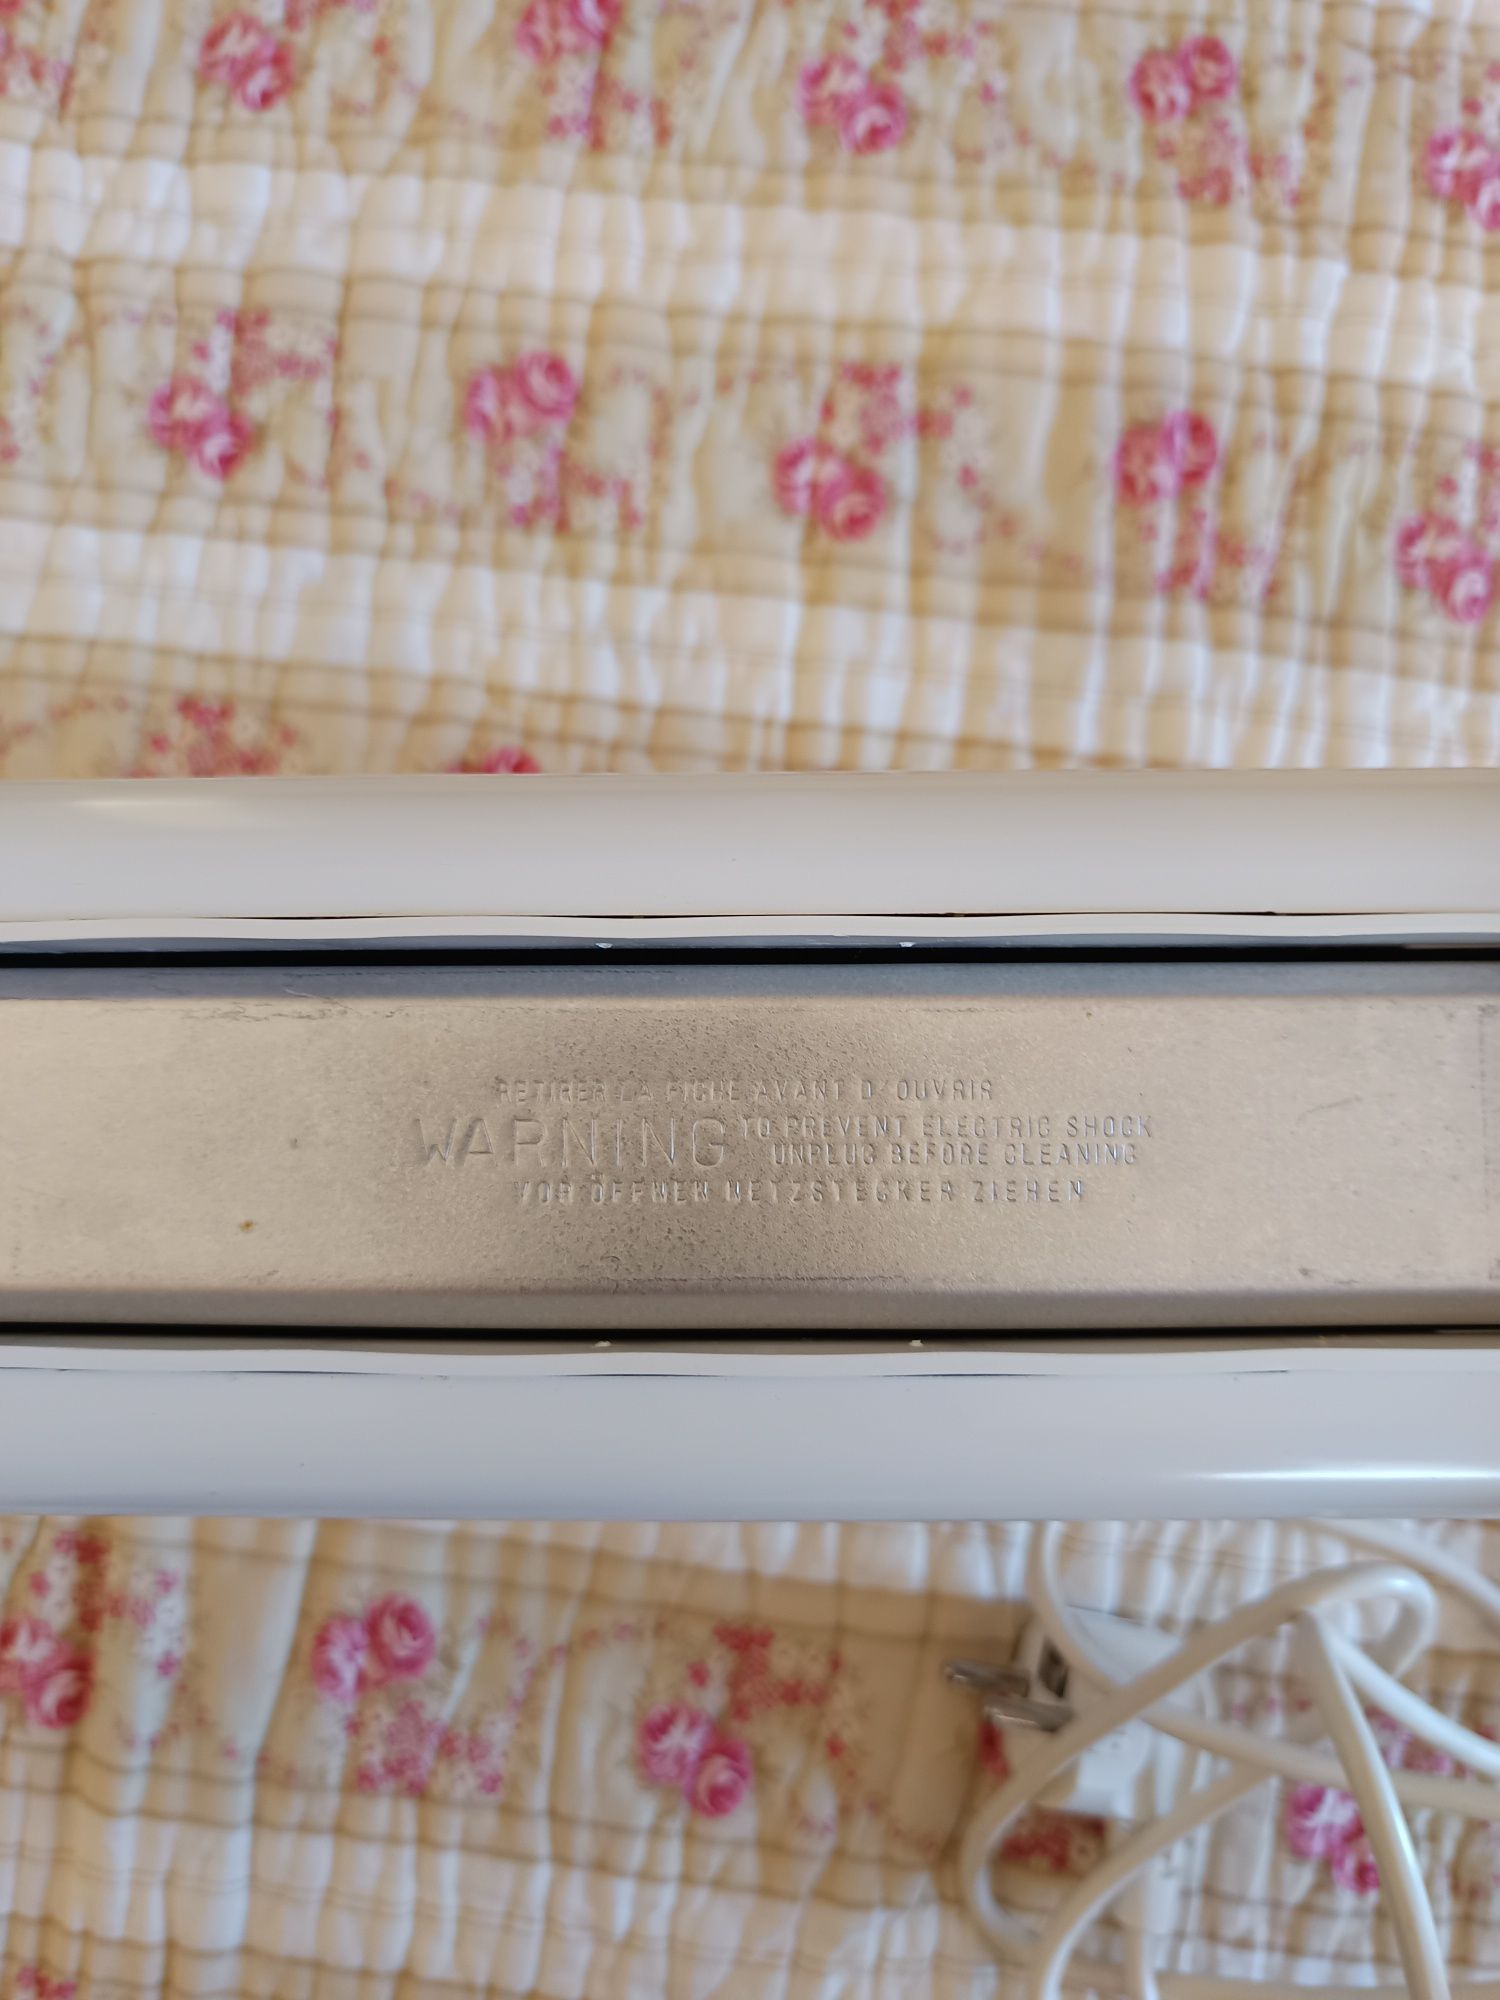 RETIRER LA FICHE AVANT D'OUVRIR
WARNING TO PREVENT ELECTRIC SHOCK
UNPLUG BEFORE CLEANING
VOR ÖFFNEN NETZSTECKER ZIEHEN